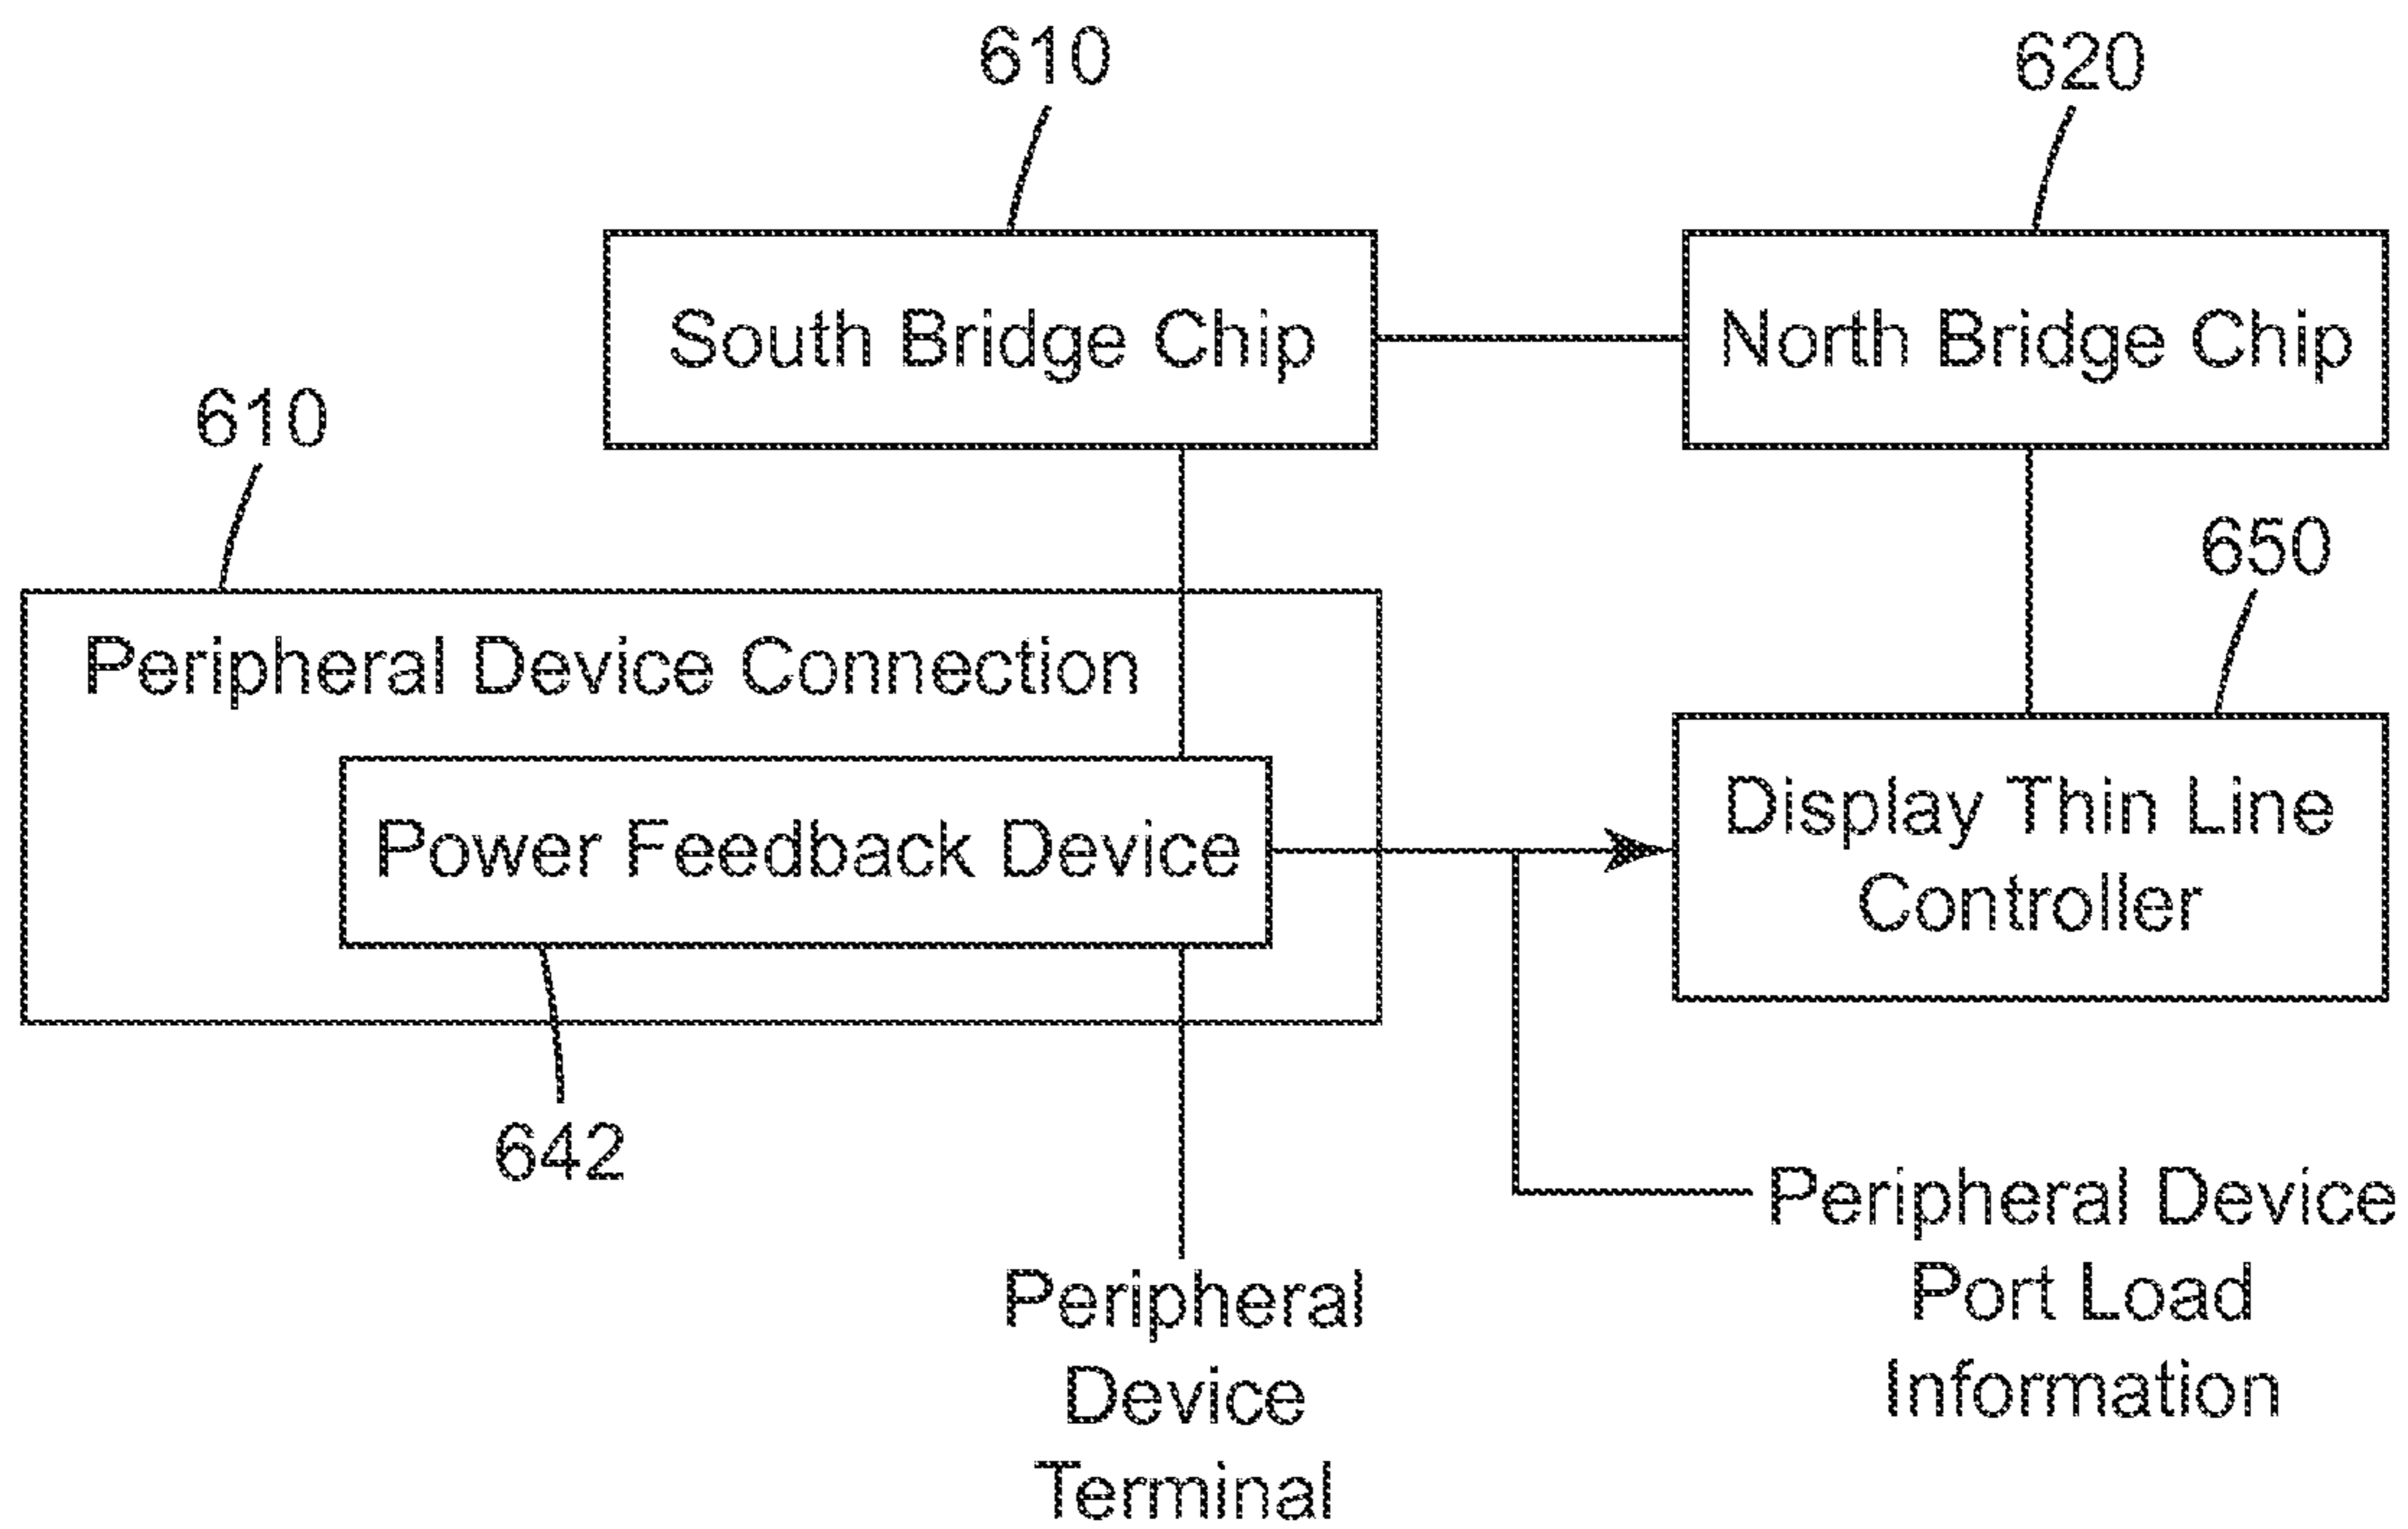 610
620
South Bridge Chip
North Bridge Chip
610
650
Peripheral Device Connection
Display Thin Line
Controller
Power Feedback Device
642
Peripheral Device
Port Load
Information
Peripheral
Device
Terminal